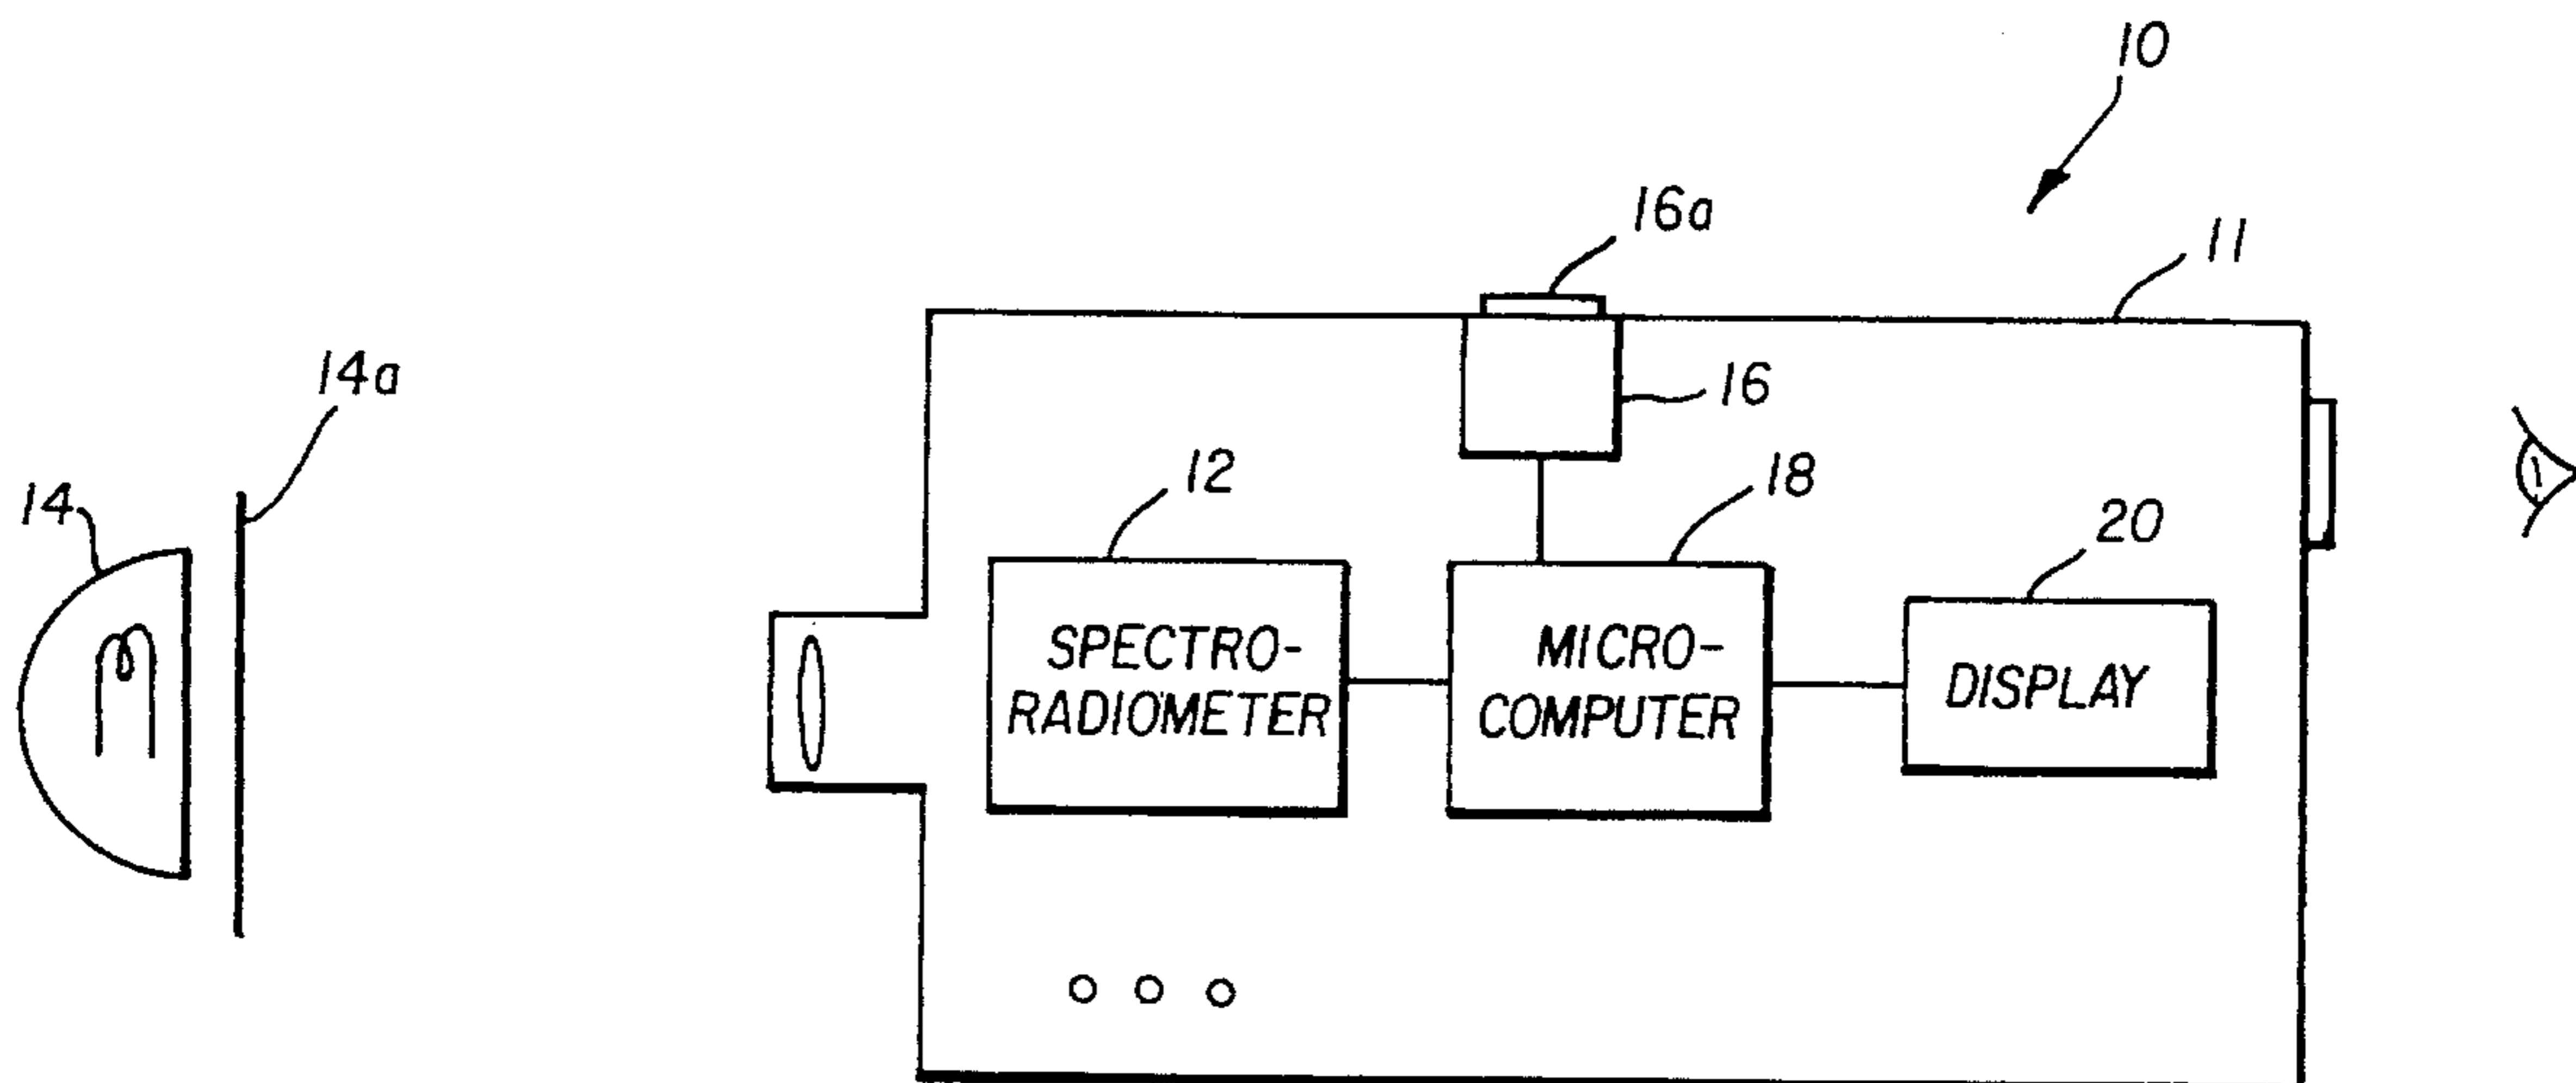 10
16a
11
14a
16
14
12
18
20
SPECTRO-
RADIOMETER
MICRO-
COMPUTER
DISPLAY